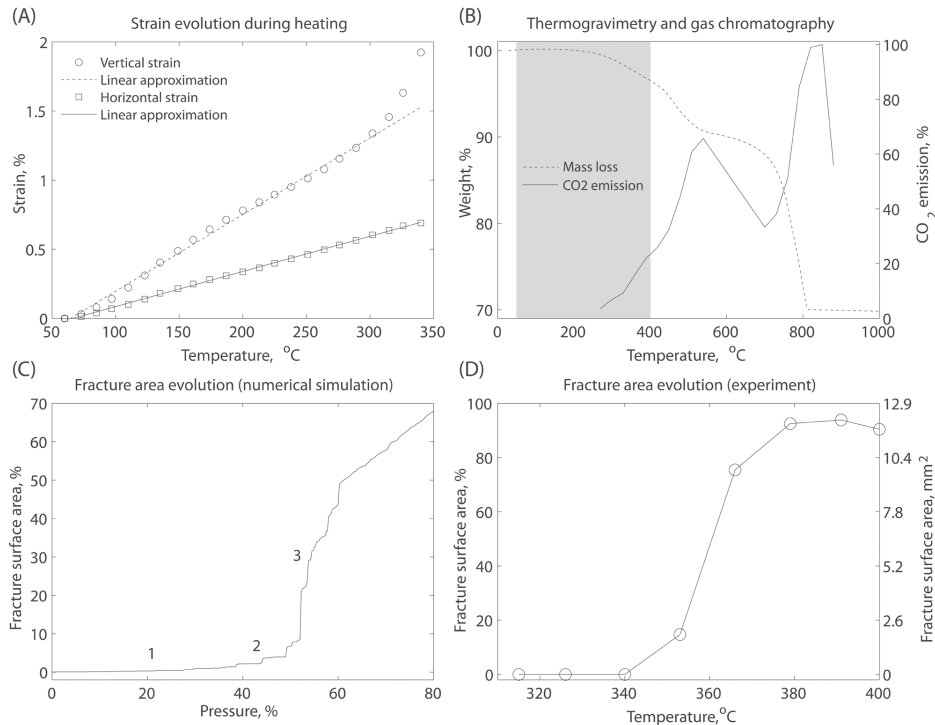 (A)
Strain evolution during heating
2
1.5
1
0.5
0
Strain, %
Vertical strain
Linear approximation
Horizontal strain
Linear approximation
50 100 150 200 250 300 350
Temperature, °C
(B)
Thermogravimetry and gas chromatography
100
90
80
70
Weight, %
Mass loss
CO2 emission
100%
80
60
40
20
0
CO2 emission, %
0 200 400 600 800 1000
Temperature, °C
(C)
Fracture area evolution (numerical simulation)
70
60
50
40
30
20
10
0
Fracture surface area, %
1
2
3
0 20 40 60 80
Pressure, %
(D)
Fracture area evolution (experiment)
100
80
60
40
20
0
Fracture surface area, %
12.9
10.4
7.8
5.2
2.6
0
Fracture surface area, mm2
320 340 360 380 400
Temperature,°C